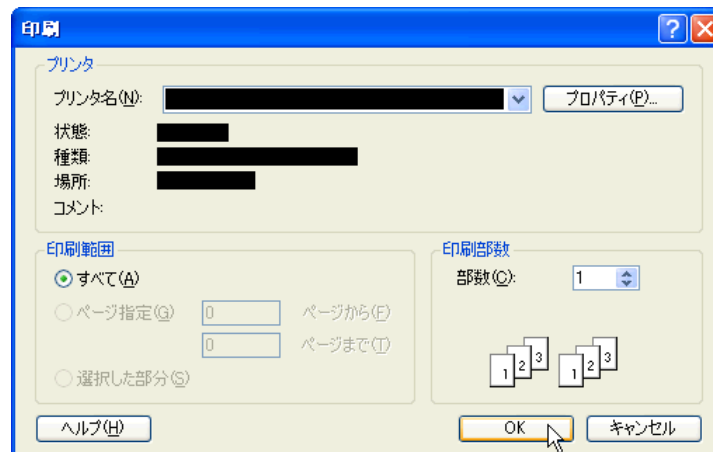 印刷
プリンタ
プリンタ名(N):
プロパティ(P)...
状態:
種類:
場所:
コメント:
印刷範囲
すべて(A)
ページ指定(G) 0 ページから(F)
0 ページまで(T)
選択した部分(S)
印刷部数
部数(C): 1
1 2 3 1 2 3
ヘルプ(H)
OK
キャンセル